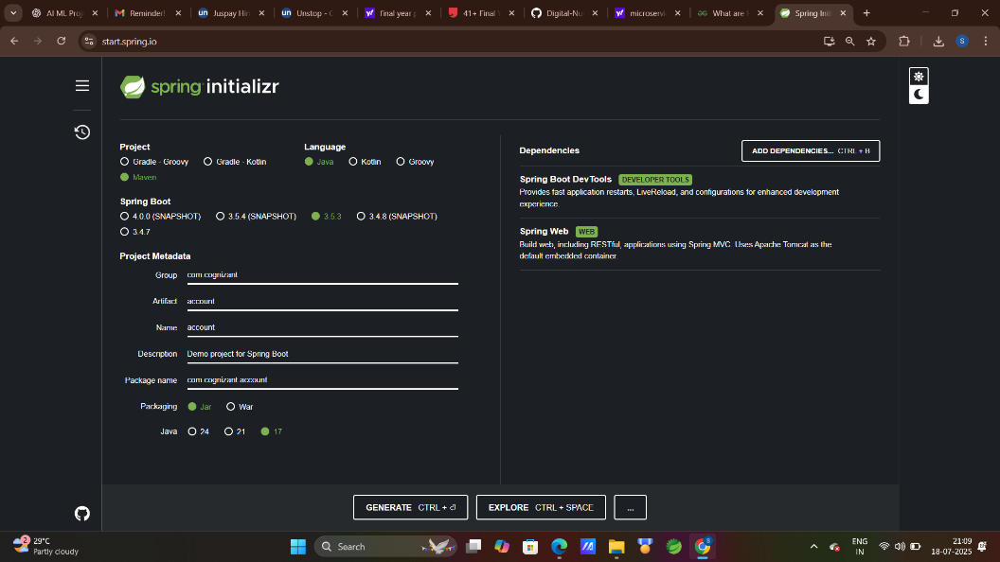 AI ML Proj
Reminder!
Juspay Hir
Unstop - C
final year p
41+ Final
Digital-Nu
microserv
What are
Spring Init
start.spring.io
S
spring initializr
Project
Gradle - Groovy
Gradle - Kotlin
Maven
Language
Java
Kotlin
Groovy
Spring Boot
4.0.0 (SNAPSHOT)
3.5.4 (SNAPSHOT)
3.5.3
3.4.8 (SNAPSHOT)
3.4.7
Project Metadata
Group com.cognizant
Artifact account
Name account
Description Demo project for Spring Boot
Package name com.cognizant.account
Packaging Jar War
Java 24 21 17
Dependencies
ADD DEPENDENCIES... CTRL + B
Spring Boot DevTools DEVELOPER TOOLS
Provides fast application restarts, LiveReload, and configurations for enhanced development
experience.
Spring Web WEB
Build web, including RESTful, applications using Spring MVC. Uses Apache Tomcat as the
default embedded container.
GENERATE CTRL + ⏎
EXPLORE CTRL + SPACE
...
2
29°C
Partly cloudy
Search
S
ENG
IN
21:09
18-07-2025